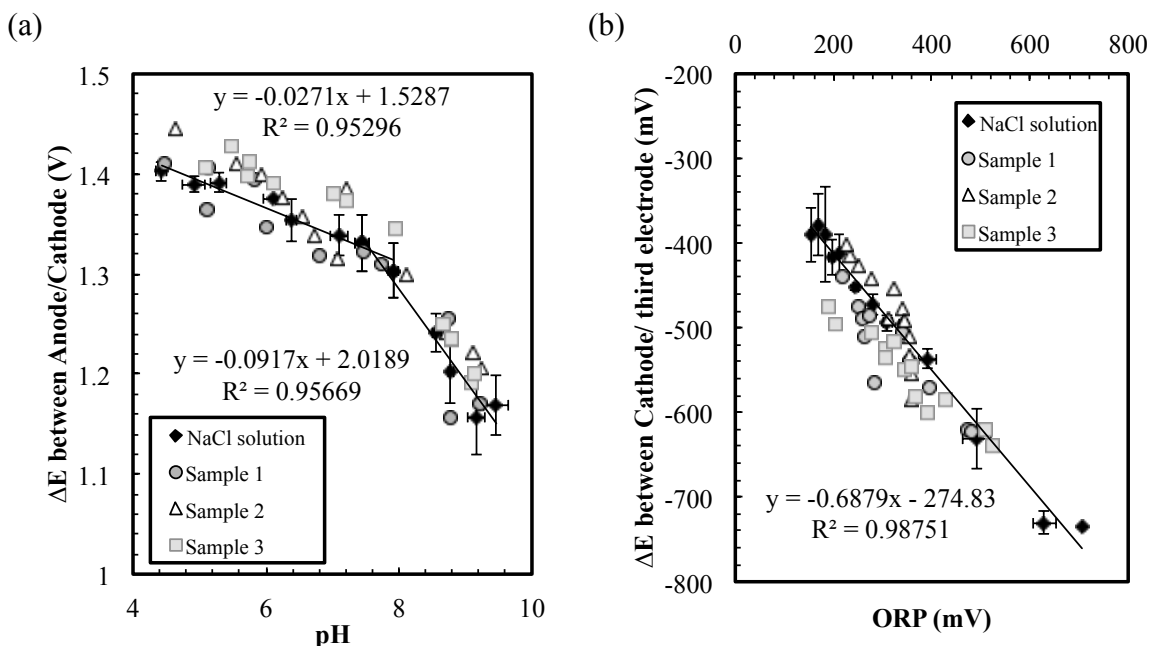 (a)
ΔE between Anode/Cathode (V)
1.5
1.4
1.3
1.2
1.1
1
y = -0.0271x + 1.5287
R² = 0.95296
y = -0.0917x + 2.0189
R² = 0.95669
NaCl solution
Sample 1
Sample 2
Sample 3
4
6
8
10
pH
(b)
0
200
400
600
800
ΔE between Cathode/ third electrode (mV)
-200
-300
-400
-500
-600
-700
-800
NaCl solution
Sample 1
Sample 2
Sample 3
y = -0.6879x - 274.83
R² = 0.98751
ORP (mV)